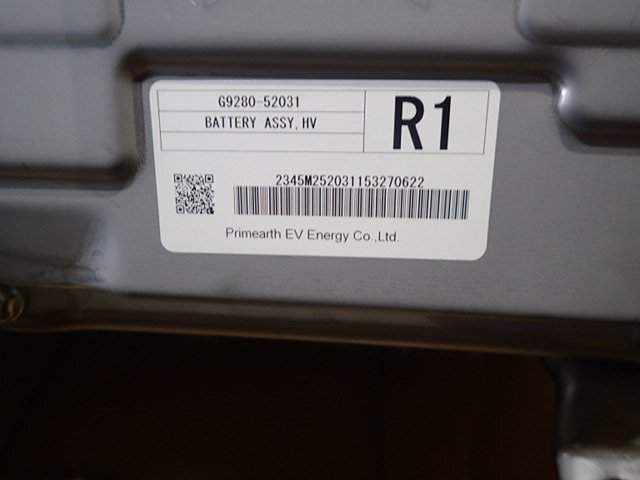 G9280-52031
BATTERY ASSY,HV
R1
2345M252031153270622
Primearth EV Energy Co.,Ltd.